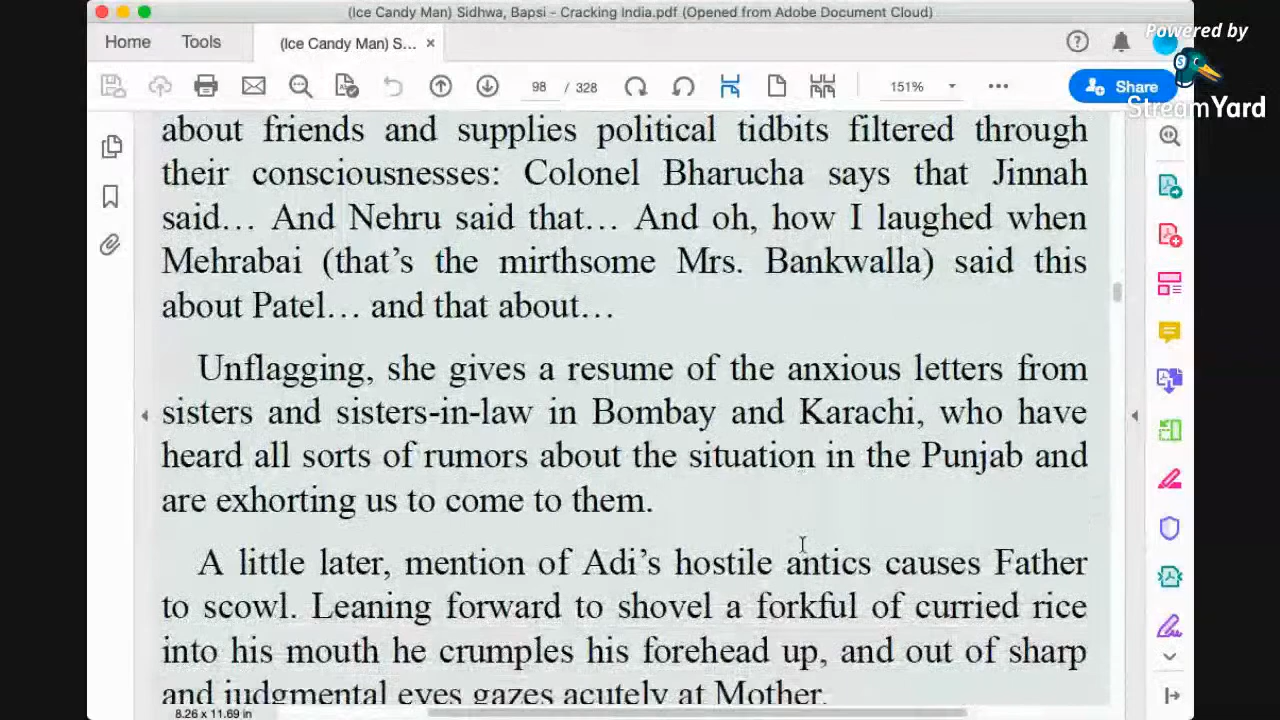 (Ice Candy Man) Sidhwa, Bapsi - Cracking India.pdf (Opened from Adobe Document Cloud)
Powered by
Home
Tools
(Ice Candy Man) S...
98 / 328
151%
Share
StreamYard
about friends and supplies political tidbits filtered through
their consciousnesses: Colonel Bharucha says that Jinnah
said… And Nehru said that… And oh, how I laughed when
Mehrabai (that’s the mirthsome Mrs. Bankwalla) said this
about Patel… and that about…
Unflagging, she gives a resume of the anxious letters from
sisters and sisters-in-law in Bombay and Karachi, who have
heard all sorts of rumors about the situation in the Punjab and
are exhorting us to come to them.
A little later, mention of Adi’s hostile antics causes Father
to scowl. Leaning forward to shovel a forkful of curried rice
into his mouth he crumples his forehead up, and out of sharp
and judgmental eyes gazes acutely at Mother.
8.26 x 11.69 in